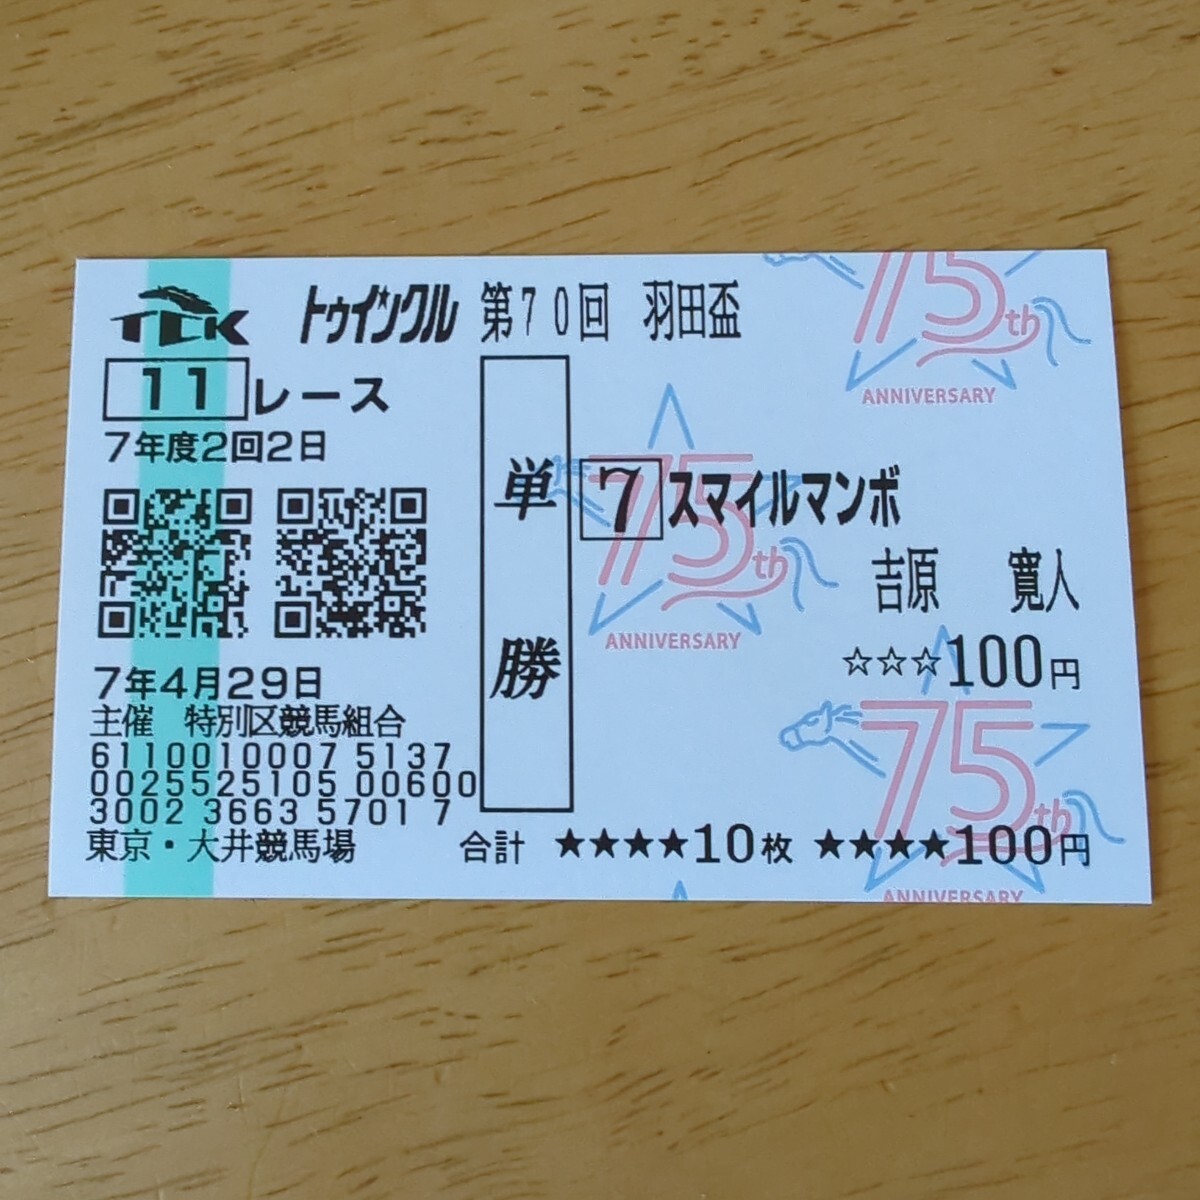 TCK トゥインクル 第70回 羽田盃
11 レース
7年度2回2日
単勝
7 スマイルマンボ
吉原 寛人
☆☆☆100円
7年4月29日
主催 特別区競馬組合
6110010007 5137
0025525105 00600
3002 3663 5701 7
東京・大井競馬場 合計 ★★★★10枚 ★★★★100円
75th
ANNIVERSARY
75th
ANNIVERSARY
75th
ANNIVERSARY